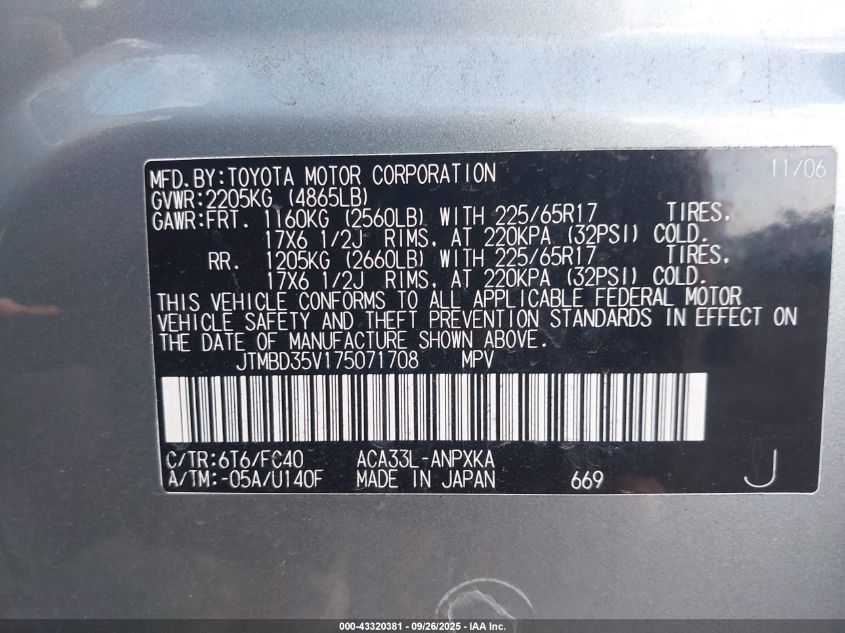 11/06
MFD.BY:TOYOTA MOTOR CORPORATION
GVWR:2205KG (4865LB)
GAWR:FRT. 1160KG (2560LB) WITH 225/65R17 TIRES,
17X6 1/2J RIMS, AT 220KPA (32PSI) COLD.
RR. 1205KG (2660LB) WITH 225/65R17 TIRES,
17X6 1/2J RIMS, AT 220KPA (32PSI) COLD.
THIS VEHICLE CONFORMS TO ALL APPLICABLE FEDERAL MOTOR
VEHICLE SAFETY AND THEFT PREVENTION STANDARDS IN EFFECT ON
THE DATE OF MANUFACTURE SHOWN ABOVE.
JTMBD35V175071708 MPV
C/TR:6T6/FC40 ACA33L-ANPXKA
A/TM:-05A/U140F MADE IN JAPAN 669 J
000-43320381 - 09/26/2025 - IAA Inc.